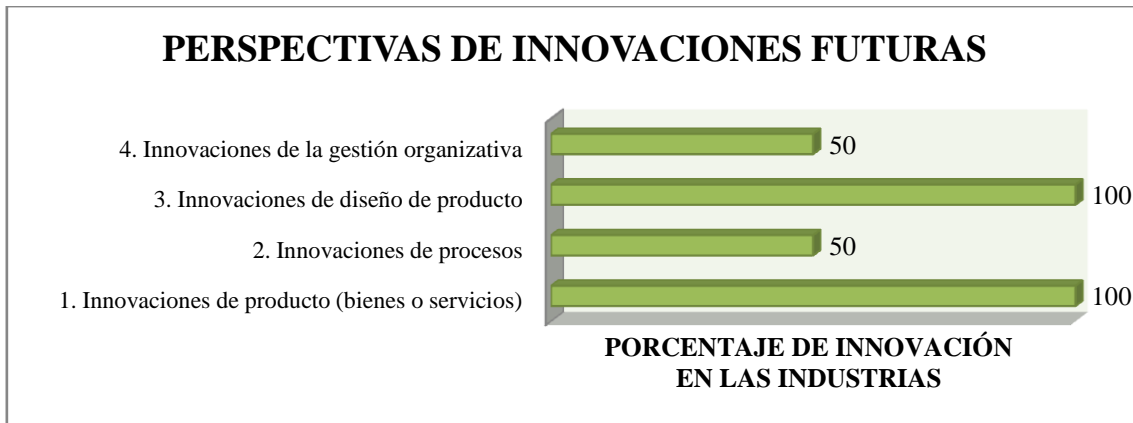 PERSPECTIVAS DE INNOVACIONES FUTURAS
4. Innovaciones de la gestión organizativa
50
3. Innovaciones de diseño de producto
100
2. Innovaciones de procesos
50
1. Innovaciones de producto (bienes o servicios)
100
PORCENTAJE DE INNOVACIÓN
EN LAS INDUSTRIAS